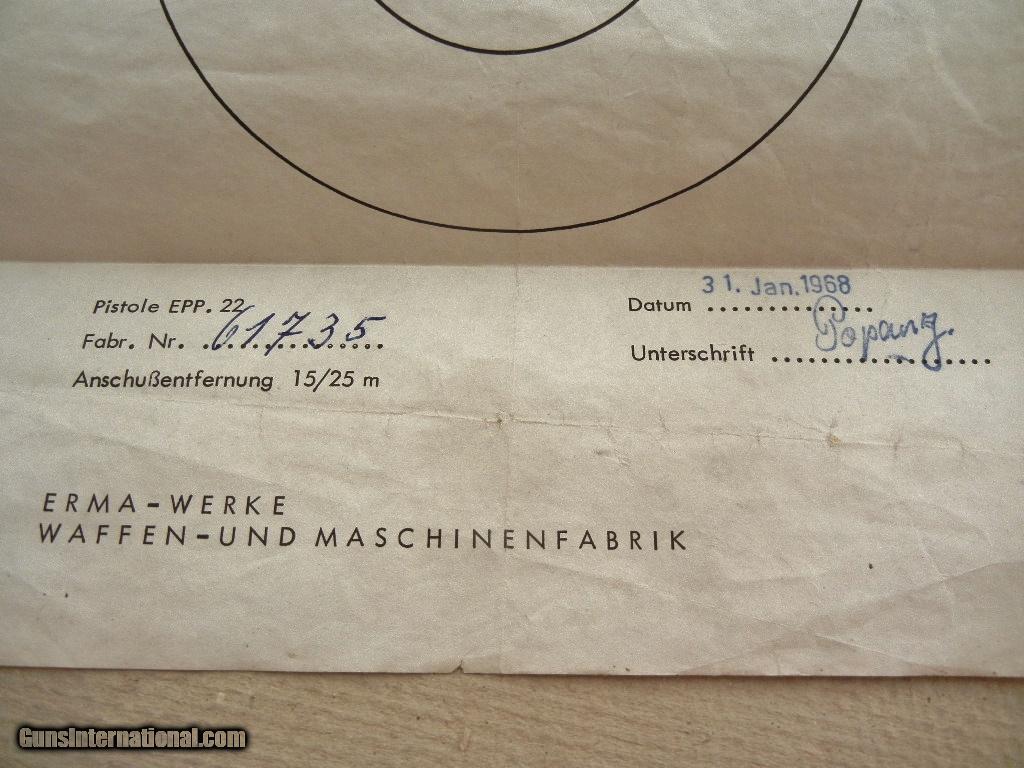 Pistole EPP. 22
Fabr. Nr. 61735
Anschußentfernung 15/25 m
Datum 31. Jan. 1968
Unterschrift
ERMA-WERKE
WAFFEN-UND MASCHINENFABRIK
GunsInternational.com